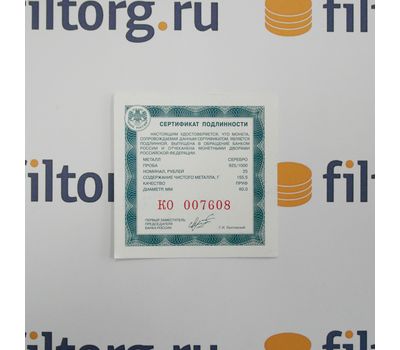 filtorg.ru
filtorg.ru
СЕРТИФИКАТ ПОДЛИННОСТИ
НАСТОЯЩИМ УДОСТОВЕРЯЕТСЯ, ЧТО МОНЕТА,
СОПРОВОЖДАЕМАЯ ДАННЫМ СЕРТИФИКАТОМ, ЯВЛЯЕТСЯ
ПОДЛИННОЙ, ВЫПУЩЕНА В ОБРАЩЕНИЕ БАНКОМ
РОССИИ И ОТЧЕКАНЕНА МОНЕТНЫМИ ДВОРАМИ
РОССИЙСКОЙ ФЕДЕРАЦИИ.
МЕТАЛЛ СЕРЕБРО
ПРОБА 925/1000
НОМИНАЛ, РУБЛЕЙ 25
СОДЕРЖАНИЕ ЧИСТОГО МЕТАЛЛА, Г 155,5
КАЧЕСТВО ПРУФ
ДИАМЕТР, ММ 60,0
КО 007608
ПЕРВЫЙ ЗАМЕСТИТЕЛЬ
ПРЕДСЕДАТЕЛЯ
БАНКА РОССИИ Г.И. Лунтовский
filto
filtorg.ru